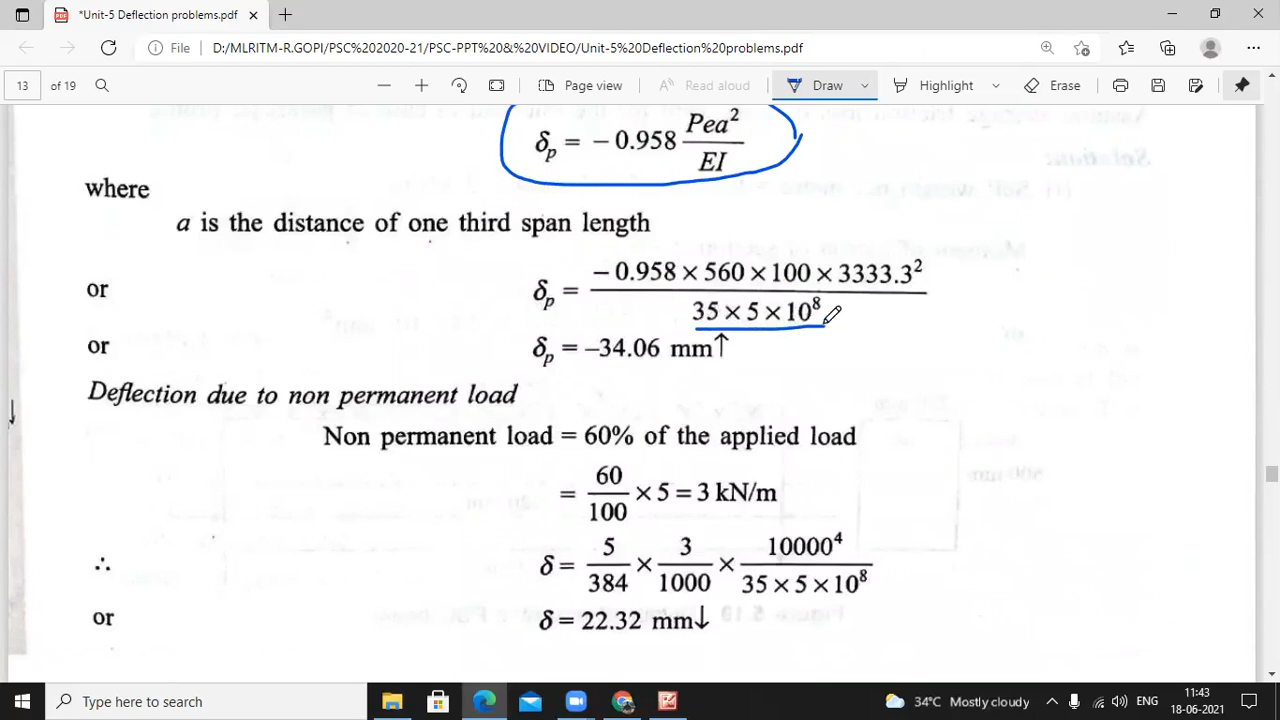 *Unit-5 Deflection problems.pdf
File D:/MLRITM-R.GOPI/PSC%202020-21/PSC-PPT%20&%20VIDEO/Unit-5%20Deflection%20problems.pdf
13 of 19 Page view Read aloud Draw Highlight Erase
δp = − 0.958 Pea²/EI
where
a is the distance of one third span length
or δp = − 0.958 × 560 × 100 × 3333.3² / 35 × 5 × 10⁸
or δp = –34.06 mm↑
Deflection due to non permanent load
Non permanent load = 60% of the applied load
= 60/100 × 5 = 3 kN/m
∴ δ = 5/384 × 3/1000 × 10000⁴/35 × 5 × 10⁸
or δ = 22.32 mm↓
Type here to search
34°C Mostly cloudy ENG 11:43
18-06-2021